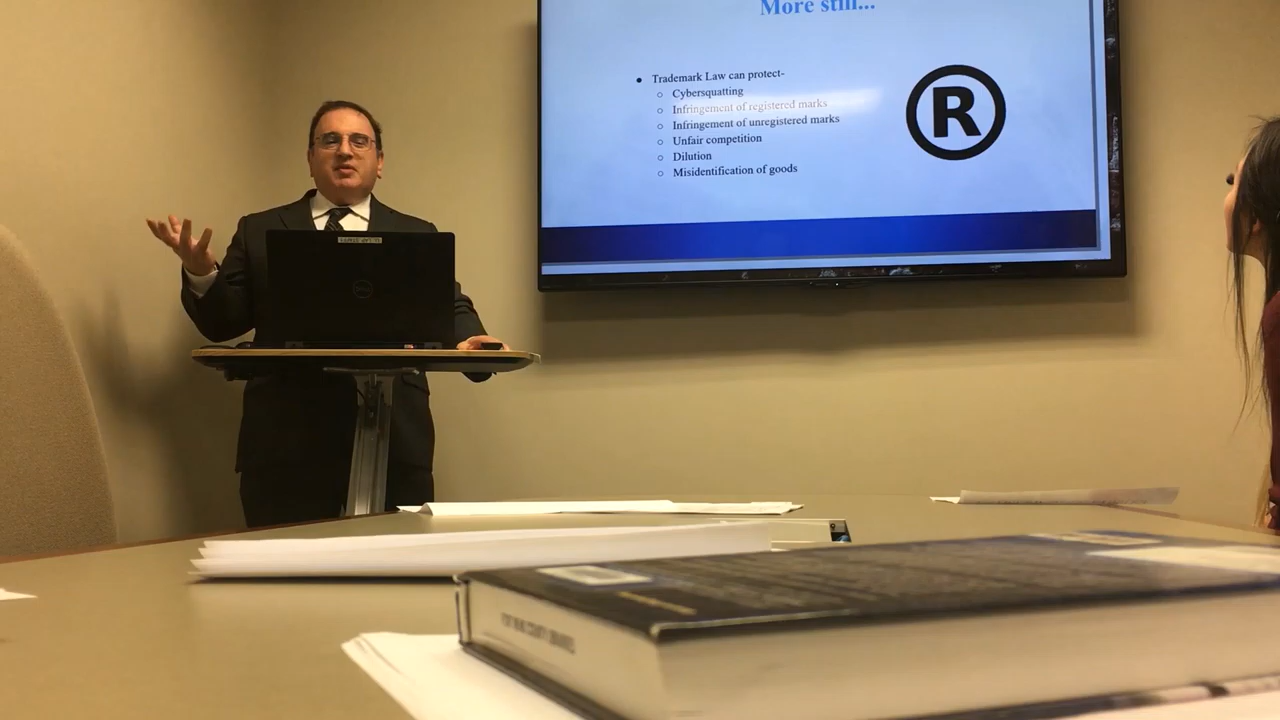 More still...
Trademark Law can protect-
Cybersquatting
Infringement of registered marks
Infringement of unregistered marks
Unfair competition
Dilution
Misidentification of goods
R
DELL